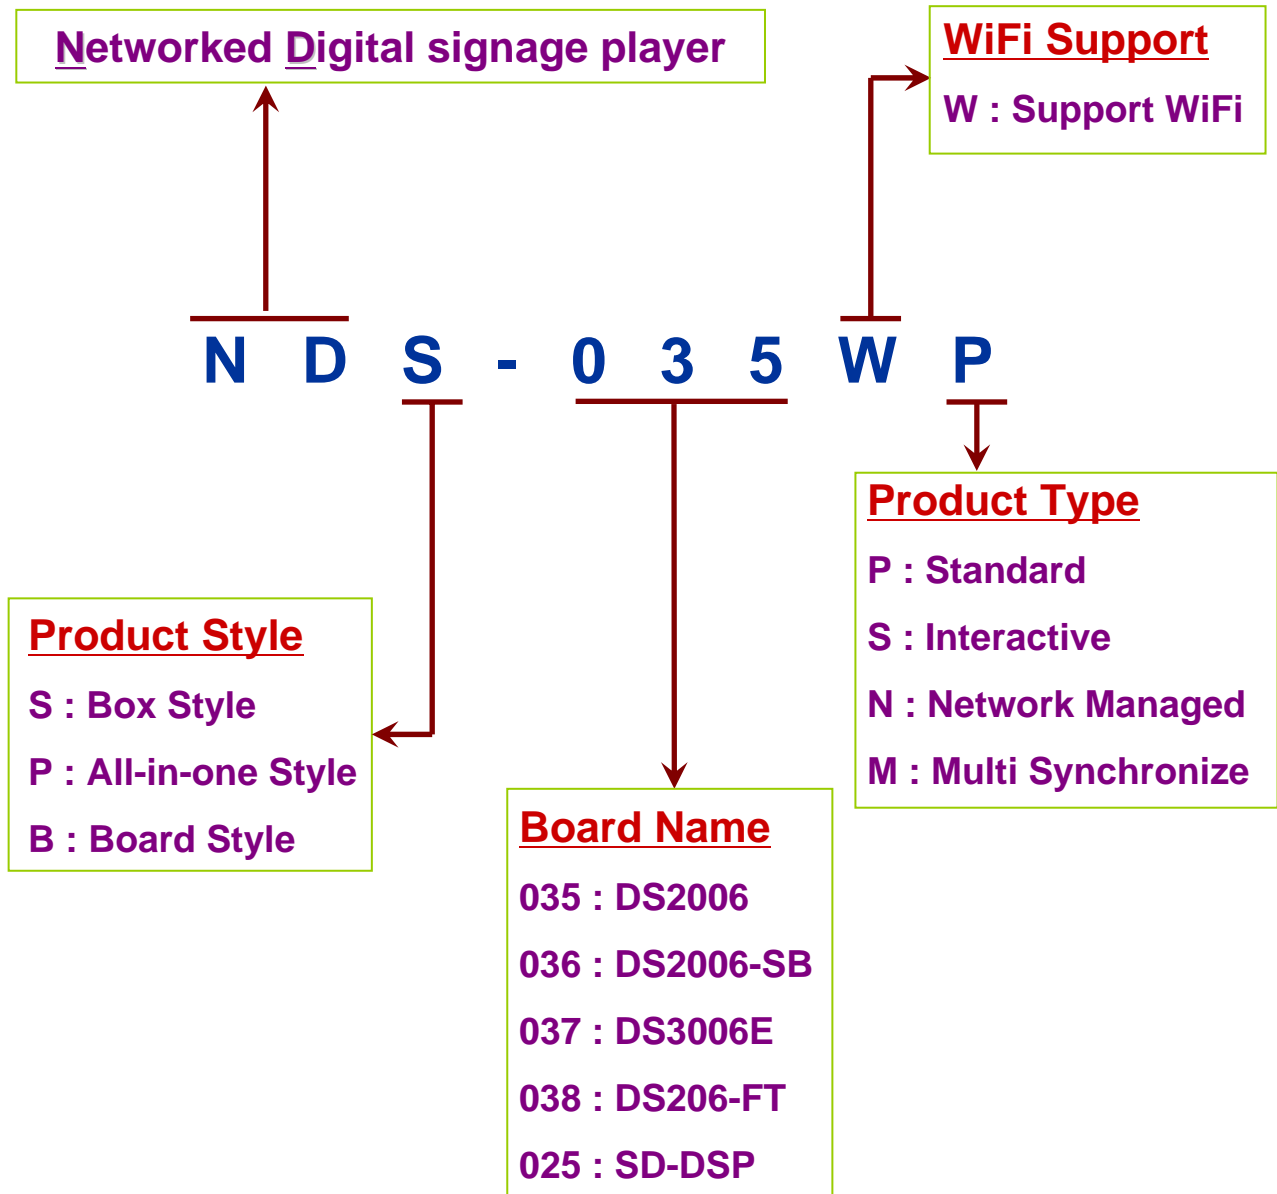 Networked Digital signage player
WiFi Support
W : Support WiFi
N D S - 0 3 5 W P
Product Type
P : Standard
S : Interactive
N : Network Managed
M : Multi Synchronize
Product Style
S : Box Style
P : All-in-one Style
B : Board Style
Board Name
035 : DS2006
036 : DS2006-SB
037 : DS3006E
038 : DS206-FT
025 : SD-DSP